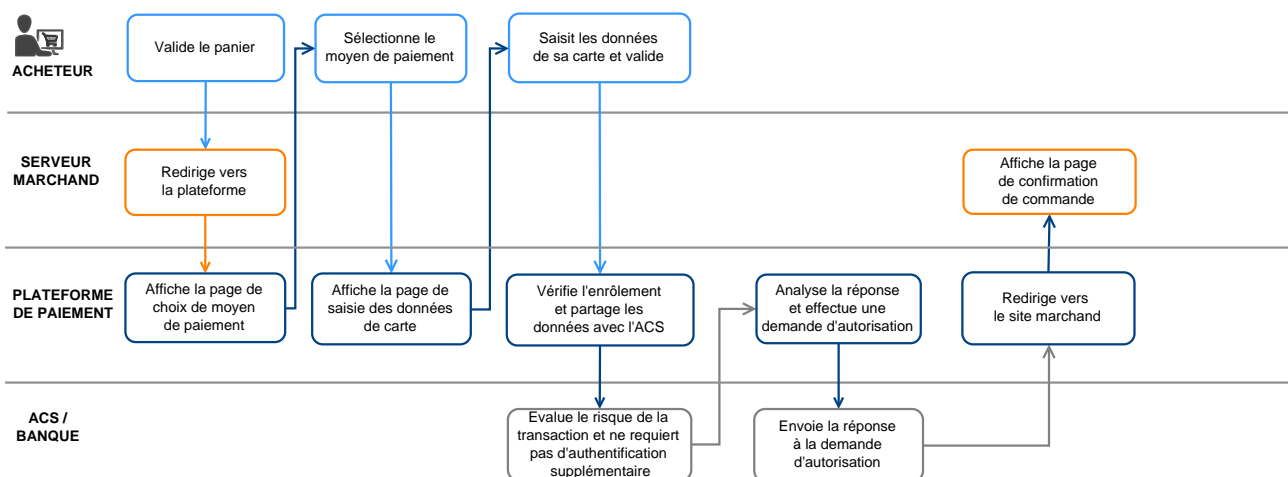 ACHETEUR
Valide le panier
Sélectionne le
moyen de paiement
Saisit les données
de sa carte et valide
SERVEUR
MARCHAND
Redirige vers
la plateforme
Affiche la page
de confirmation
de commande
PLATEFORME
DE PAIEMENT
Affiche la page de
choix de moyen
de paiement
Affiche la page de
saisie des données
de carte
Vérifie l'enrôlement
et partage les
données avec l'ACS
Analyse la réponse
et effectue une
demande d'autorisation
Redirige vers
le site marchand
ACS /
BANQUE
Evalue le risque de la
transaction et ne requiert
pas d'authentification
supplémentaire
Envoie la réponse
à la demande
d'autorisation